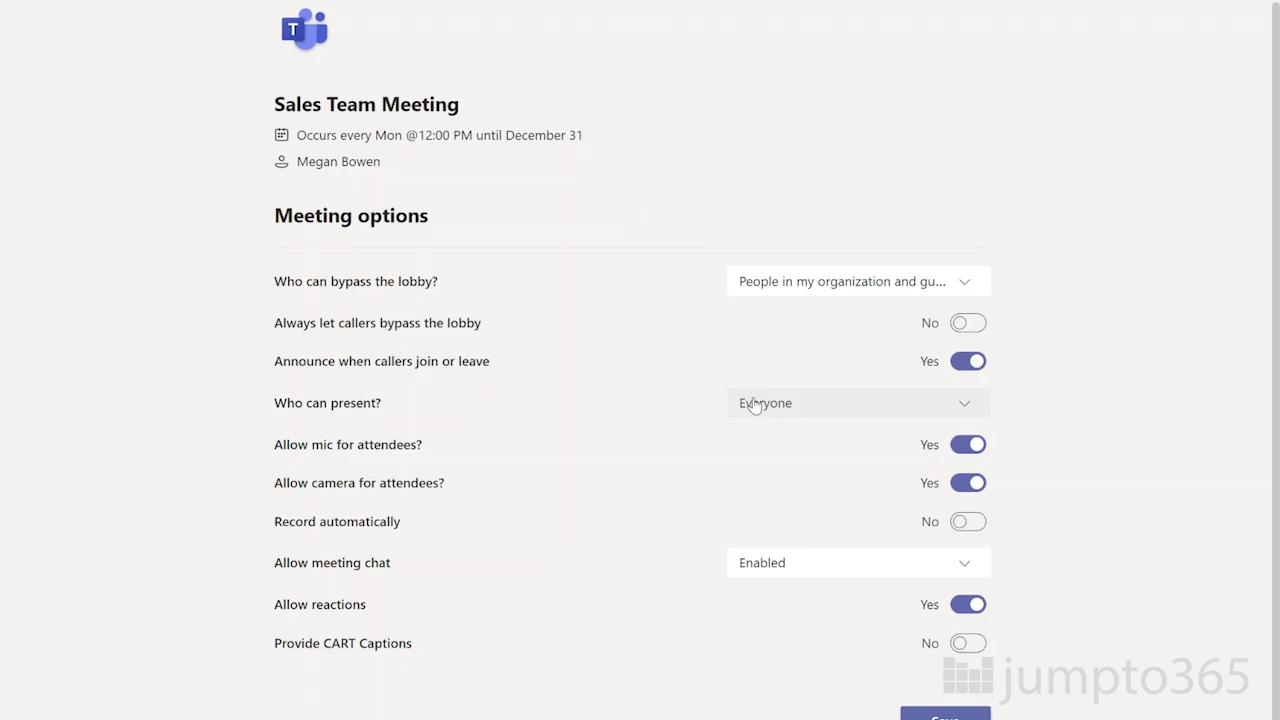 T
Sales Team Meeting
Occurs every Mon @12:00 PM until December 31
Megan Bowen
Meeting options
Who can bypass the lobby? People in my organization and gu...
Always let callers bypass the lobby No
Announce when callers join or leave Yes
Who can present? Everyone
Allow mic for attendees? Yes
Allow camera for attendees? Yes
Record automatically No
Allow meeting chat Enabled
Allow reactions Yes
Provide CART Captions No
jumpto365
Save